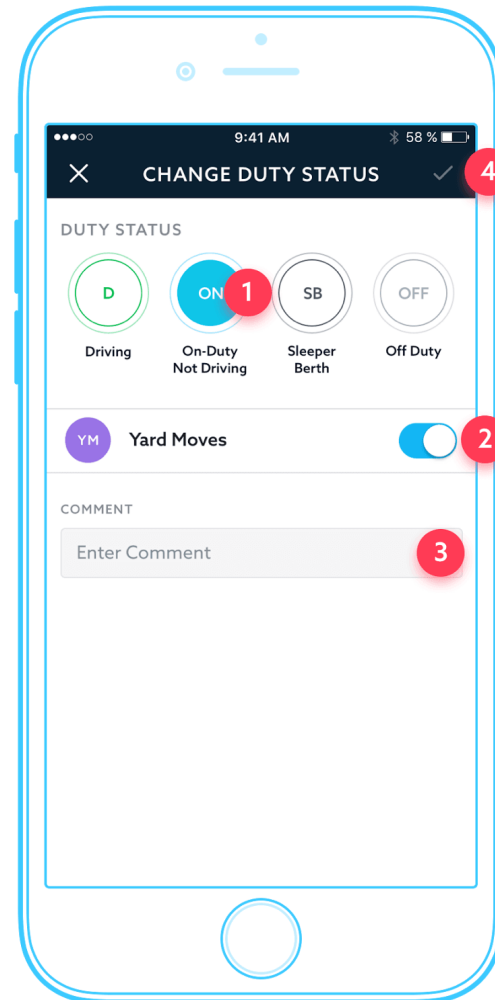 9:41 AM
58 %
CHANGE DUTY STATUS
4
DUTY STATUS
D
ON
1
SB
OFF
Driving
On-Duty
Not Driving
Sleeper
Berth
Off Duty
YM
Yard Moves
2
COMMENT
Enter Comment
3